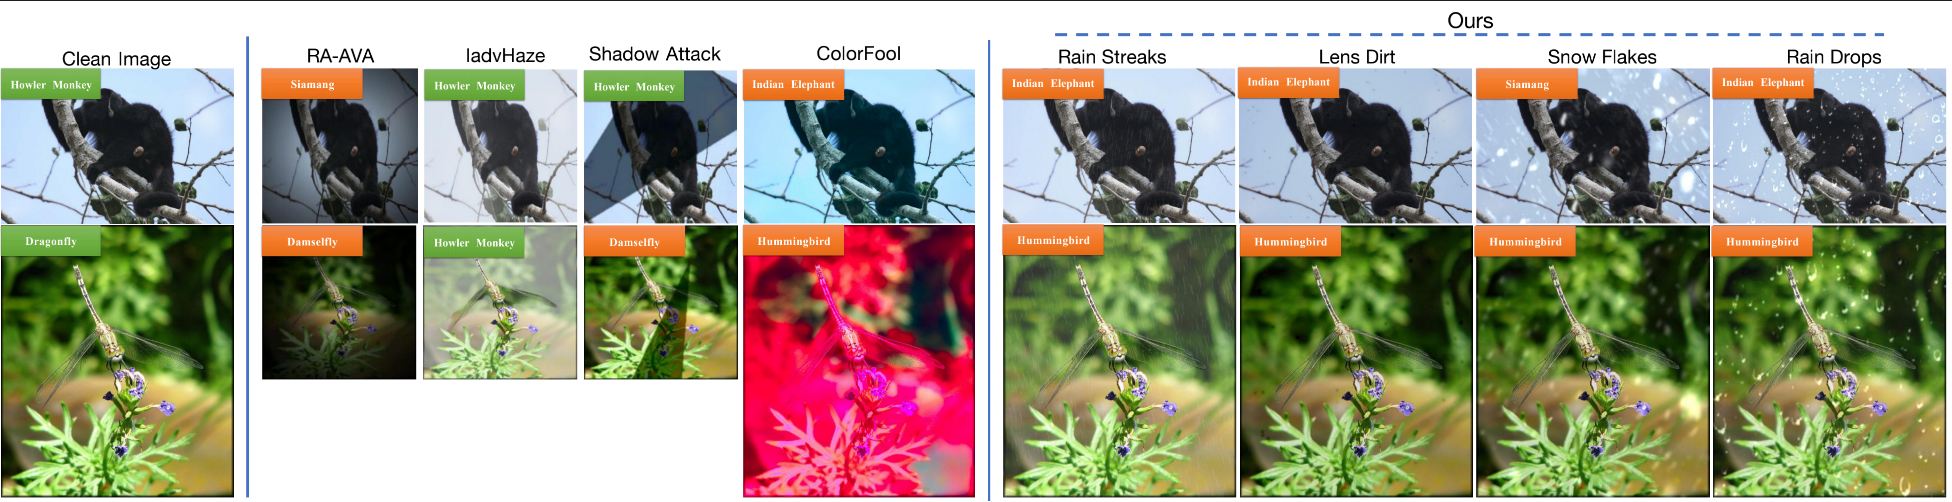 Ours
Clean Image
RA-AVA
IadvHaze
Shadow Attack
ColorFool
Rain Streaks
Lens Dirt
Snow Flakes
Rain Drops
Howler Monkey
Siamang
Howler Monkey
Howler Monkey
Indian Elephant
Indian Elephant
Indian Elephant
Siamang
Indian Elephant
Dragonfly
Damselfly
Howler Monkey
Damselfly
Hummingbird
Hummingbird
Hummingbird
Hummingbird
Hummingbird